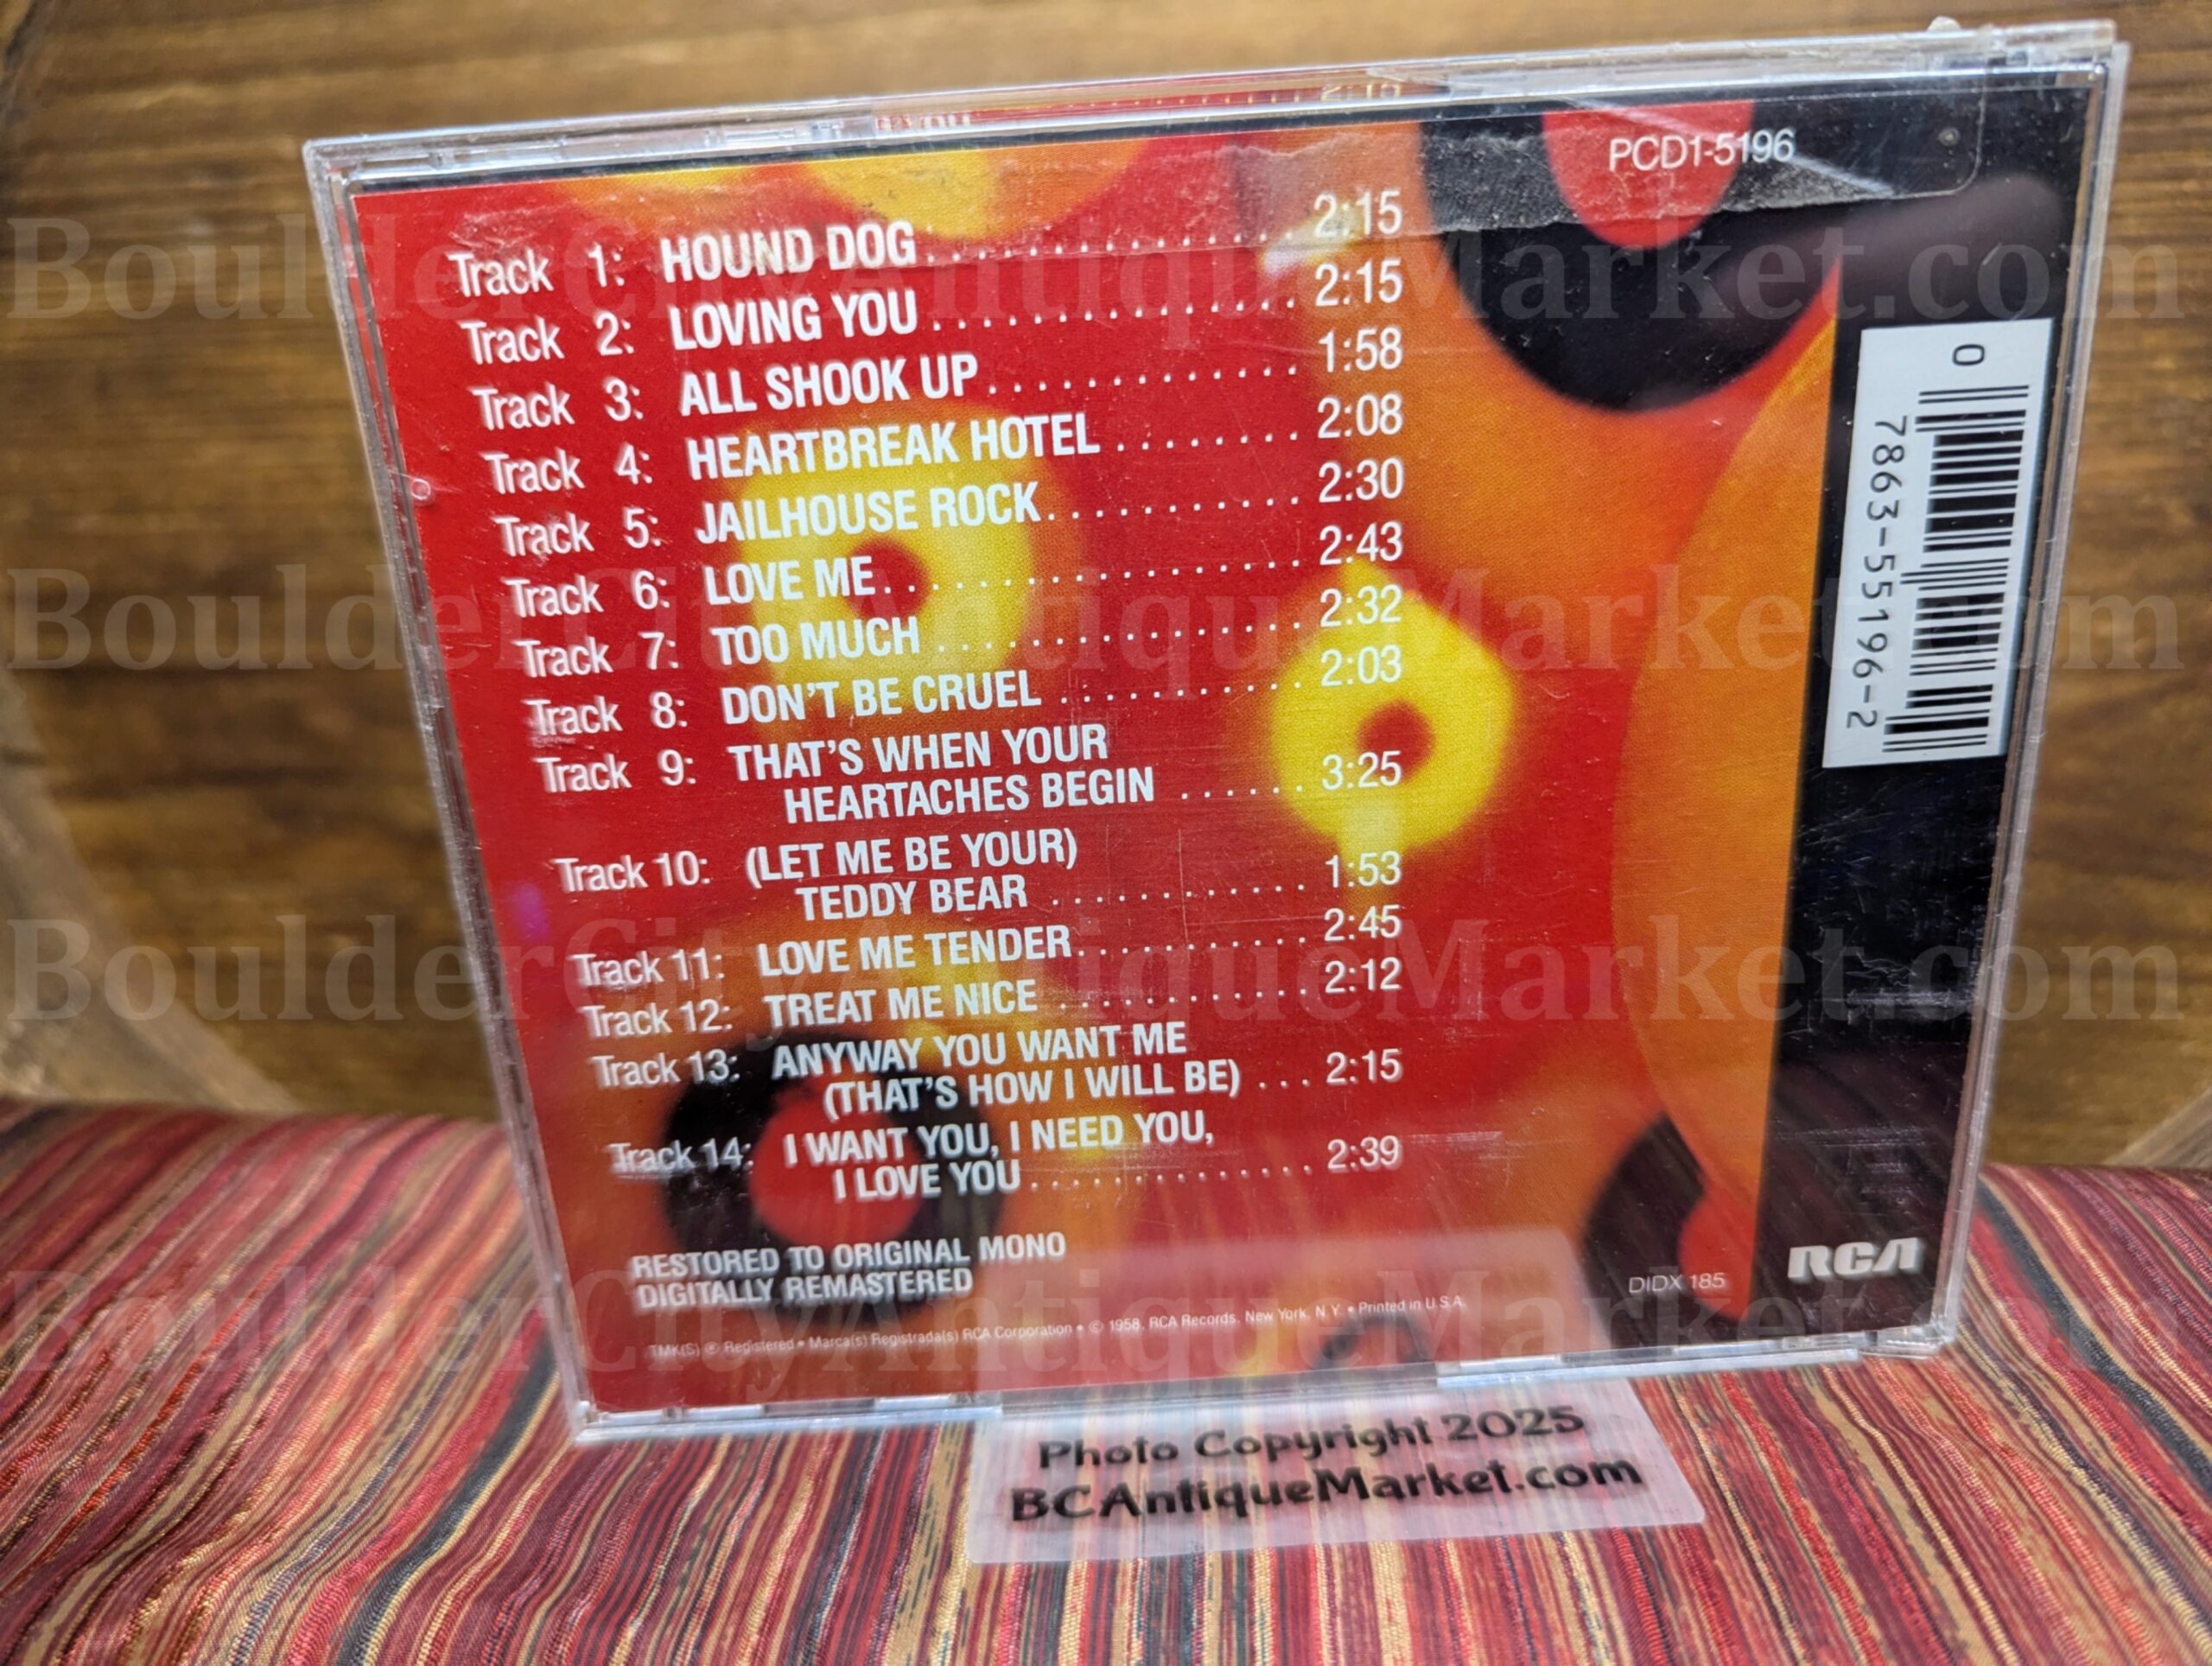 PCD1-5196
Track 1: HOUND DOG . . . . . . . . . . . . . . . . . 2:15
Track 2: LOVING YOU . . . . . . . . . . . . . . . . . 2:15
Track 3: ALL SHOOK UP . . . . . . . . . . . . . . 1:58
Track 4: HEARTBREAK HOTEL . . . . . . . . 2:08
Track 5: JAILHOUSE ROCK . . . . . . . . . . . 2:30
Track 6: LOVE ME . . . . . . . . . . . . . . . . . . . 2:43
Track 7: TOO MUCH . . . . . . . . . . . . . . . . . 2:32
Track 8: DON'T BE CRUEL . . . . . . . . . . . 2:03
Track 9: THAT'S WHEN YOUR
HEARTACHES BEGIN . . . . . . 3:25
Track 10: (LET ME BE YOUR)
TEDDY BEAR . . . . . . . . . . . . 1:53
Track 11: LOVE ME TENDER . . . . . . . . . . . 2:45
Track 12: TREAT ME NICE . . . . . . . . . . . . . 2:12
Track 13: ANYWAY YOU WANT ME
(THAT'S HOW I WILL BE) . . . 2:15
Track 14: I WANT YOU, I NEED YOU,
I LOVE YOU . . . . . . . . . . . . . . 2:39
RESTORED TO ORIGINAL MONO
DIGITALLY REMASTERED
TMK(S) ® Registered • Marca(s) Registrada(s) RCA Corporation • © 1958, RCA Records, New York, N.Y. • Printed in U.S.A.
DIDX 185
RCA
0 7863-55196-2
Photo Copyright 2025
BCAntiqueMarket.com
BoulderCityAntiqueMarket.com
BoulderCityAntiqueMarket.com
BoulderCityAntiqueMarket.com
BoulderCityAntiqueMarket.com